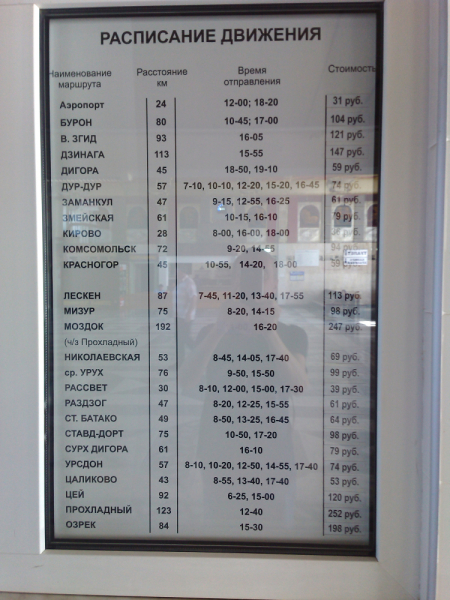 РАСПИСАНИЕ ДВИЖЕНИЯ
Наименование маршрута Расстояние км Время отправления Стоимость
Аэропорт 24 12-00; 18-20 31 руб.
БУРОН 80 10-45; 17-00 104 руб.
В. ЗГИД 93 16-05 121 руб.
ДЗИНАГА 113 15-55 147 руб.
ДИГОРА 45 18-50, 19-10 59 руб.
ДУР-ДУР 57 7-10, 10-10, 12-20, 15-20, 16-45 74 руб.
ЗАМАНКУЛ 47 9-15, 12-55, 16-25 61 руб.
ЗМЕЙСКАЯ 61 10-15, 16-10 79 руб.
КИРОВО 28 8-00, 16-00, 18-00
КОМСОМОЛЬСК 72 9-20,
КРАСНОГОР 45 10-55, 14-20, 18-00
ЛЕСКЕН 87 7-45, 11-20, 13-40, 17-55 113 руб.
МИЗУР 75 8-20, 14-15 98 руб.
МОЗДОК 192 16-20 247 руб.
(ч/з Прохладный)
НИКОЛАЕВСКАЯ 53 8-45, 14-05, 17-40 69 руб.
ср. УРУХ 76 9-50, 15-50 99 руб.
РАССВЕТ 30 8-10, 12-00, 15-00, 17-30 39 руб.
РАЗДЗОГ 47 8-20, 12-25, 15-55 61 руб.
СТ. БАТАКО 49 8-50, 13-25, 16-45 64 руб.
СТАВД-ДОРТ 75 10-50, 17-20 98 руб.
СУРХ ДИГОРА 61 16-10 79 руб.
УРСДОН 57 8-10, 10-20, 12-50, 14-55, 17-40 74 руб.
ЦАЛИКОВО 43 8-55, 13-40, 17-40 53 руб.
ЦЕЙ 92 6-25, 15-00 120 руб.
ПРОХЛАДНЫЙ 123 12-40 252 руб.
ОЗРЕК 84 15-30 198 руб.